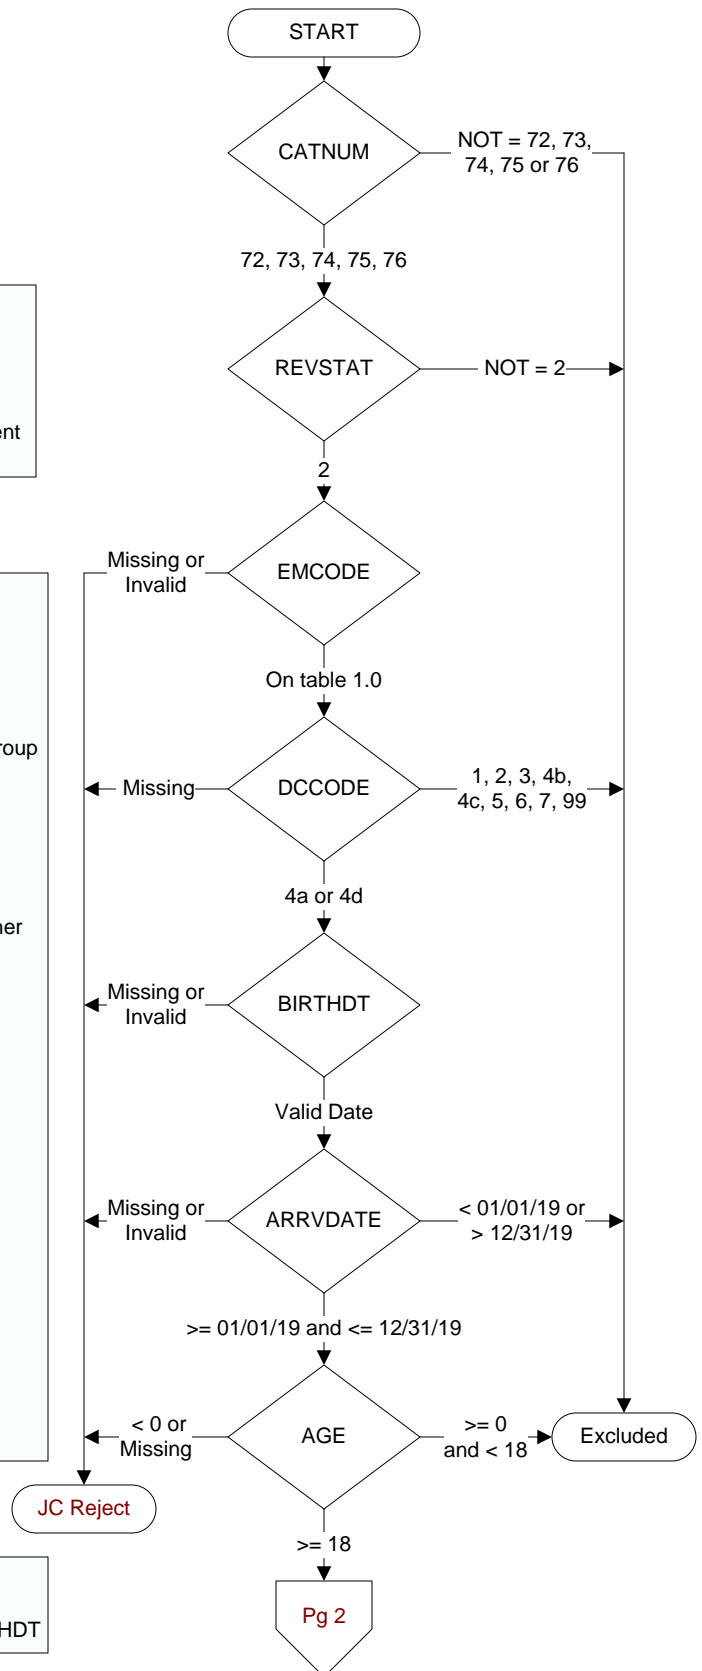 START
CATNUM
NOT = 72, 73,
74, 75 or 76
72, 73, 74, 75, 76
REVSTAT
NOT = 2
2
Missing or
Invalid
EMCODE
On table 1.0
Missing
DCCODE
1, 2, 3, 4b,
4c, 5, 6, 7, 99
4a or 4d
Missing or
Invalid
BIRTHDT
Valid Date
Missing or
Invalid
ARRVDATE
< 01/01/19 or
> 12/31/19
>= 01/01/19 and <= 12/31/19
< 0 or
Missing
AGE
>= 0
and < 18
Excluded
JC Reject
>= 18
Pg 2